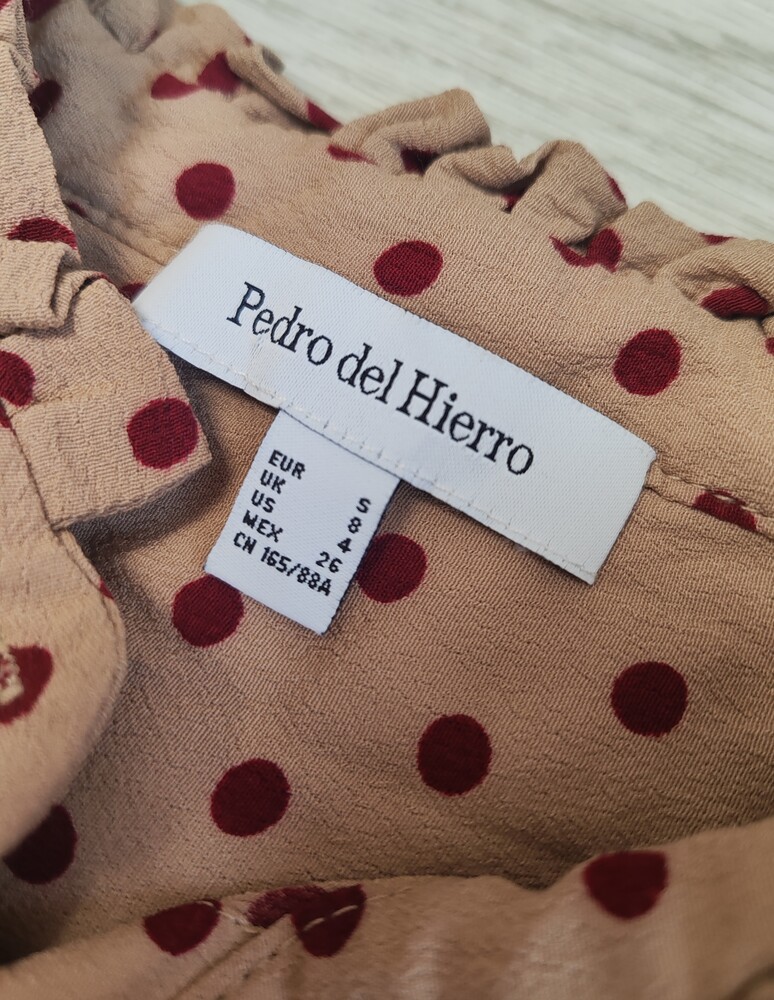 Pedro del Hierro
EUR S
UK 8
US 4
MEX 26
CN 165/88A